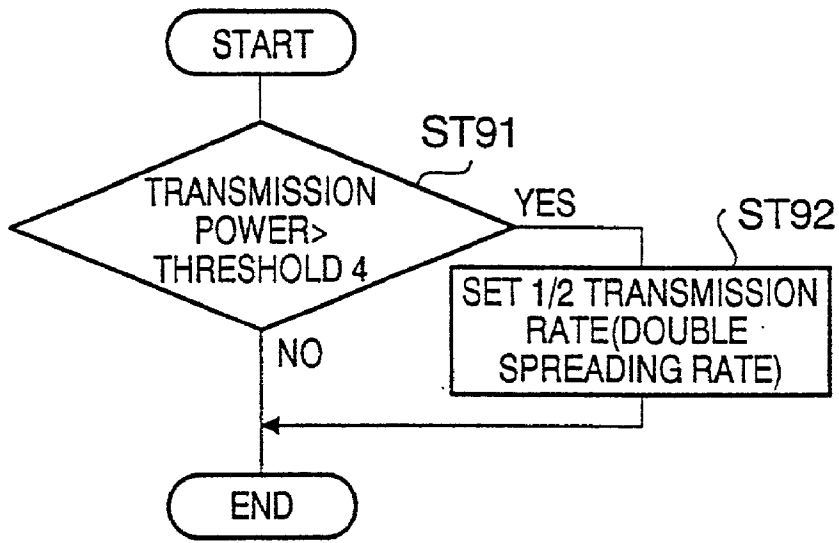 START
ST91
TRANSMISSION
POWER>
THRESHOLD 4
YES
ST92
SET 1/2 TRANSMISSION
RATE(DOUBLE
SPREADING RATE)
NO
END